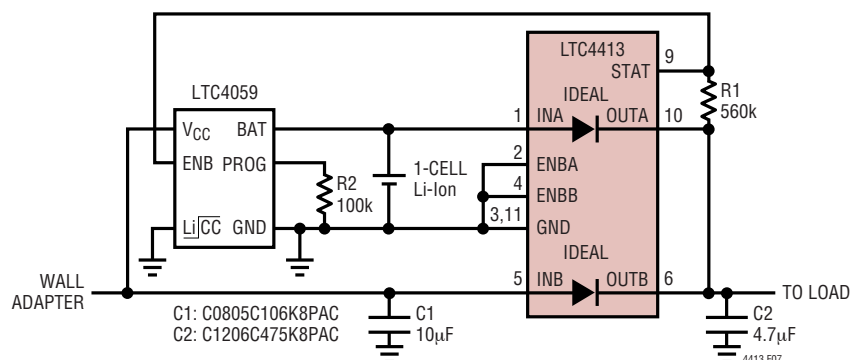 LTC4413
9
STAT
LTC4059
IDEAL
R1
560k
1
INA
OUTA
10
VCC
BAT
2
ENBA
ENB
PROG
4
ENBB
R2
100k
1-CELL
Li-Ion
3,11
GND
Li CC
GND
IDEAL
WALL
ADAPTER
5
INB
OUTB
6
TO LOAD
C1: C0805C106K8PAC
C2: C1206C475K8PAC
C1
10µF
C2
4.7µF
4413 F07